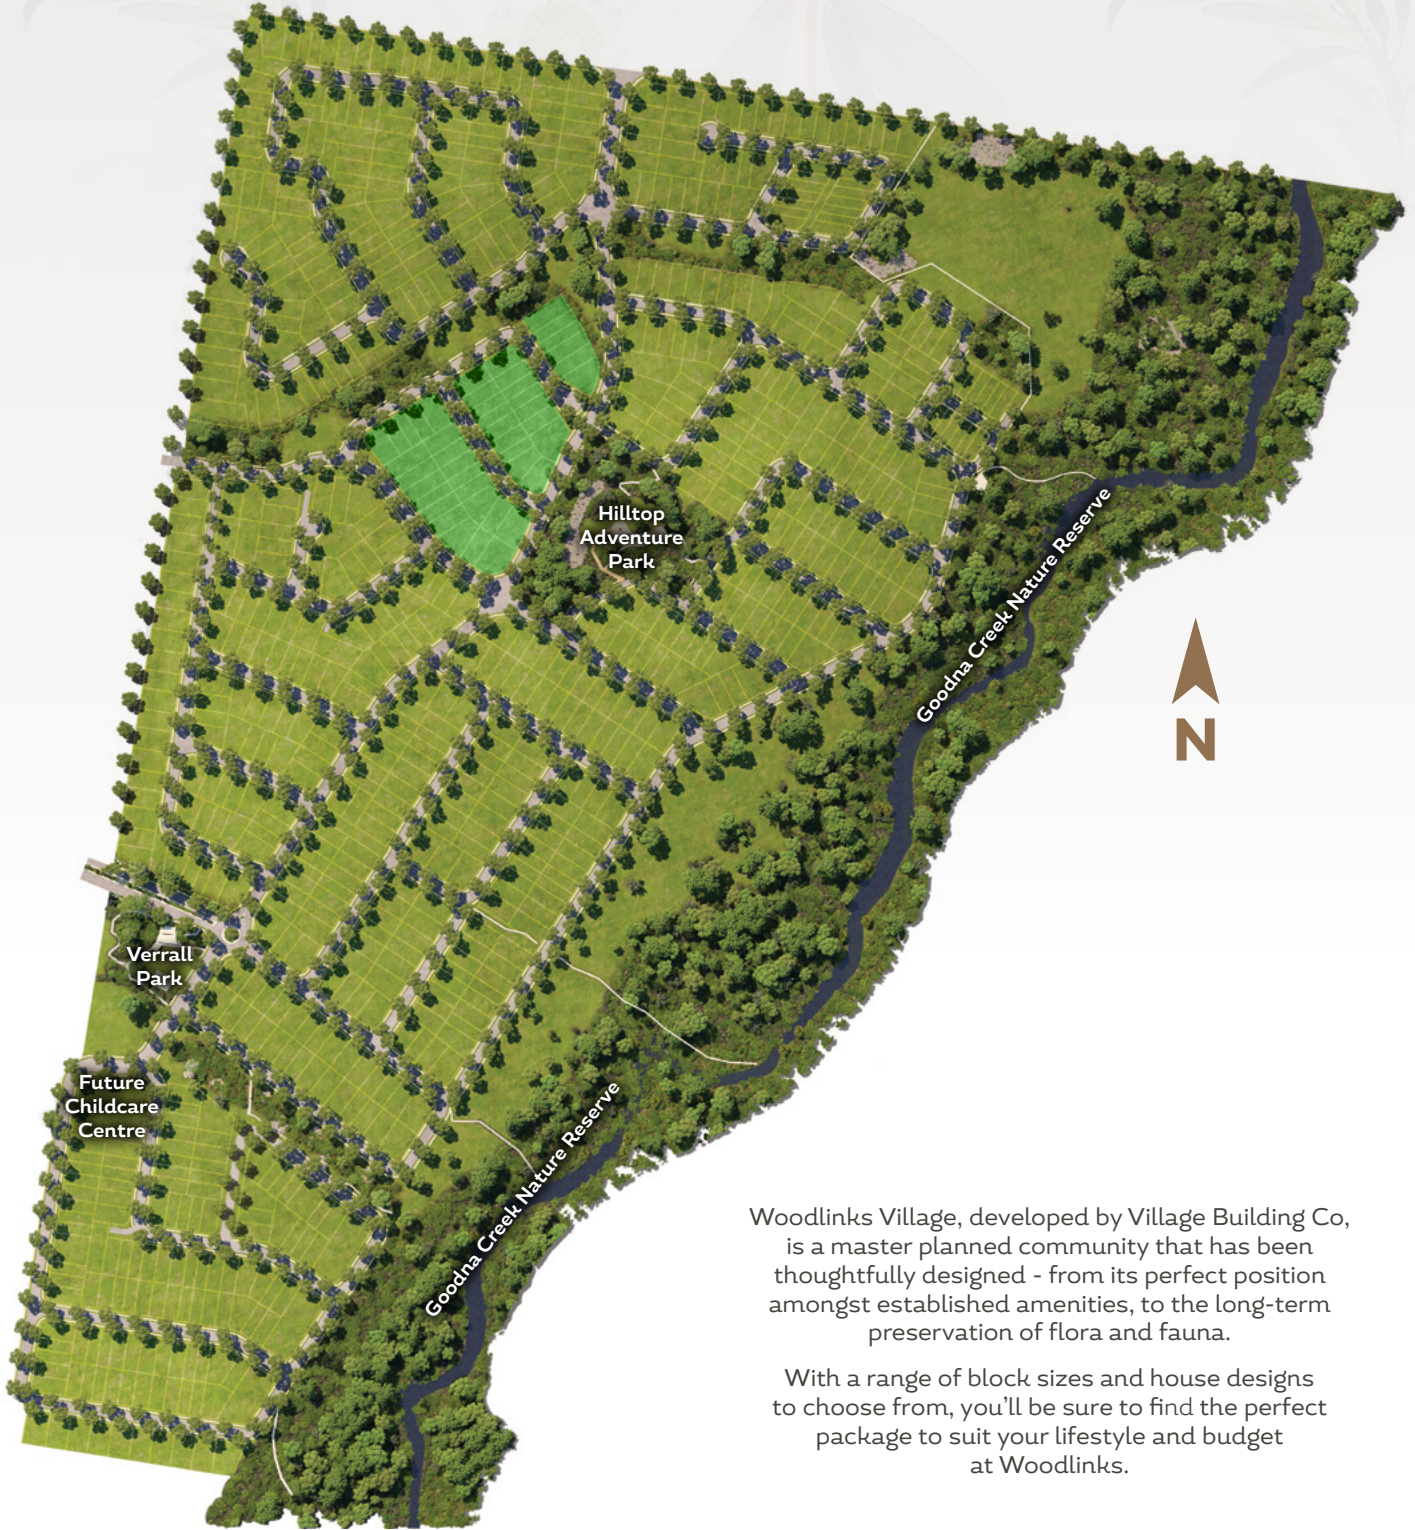 Hilltop
Adventure
Park
Goodna Creek Nature Reserve
N
Verrall
Park
Future
Childcare
Centre
Goodna Creek Nature Reserve
Woodlinks Village, developed by Village Building Co,
is a master planned community that has been
thoughtfully designed - from its perfect position
amongst established amenities, to the long-term
preservation of flora and fauna.
With a range of block sizes and house designs
to choose from, you'll be sure to find the perfect
package to suit your lifestyle and budget
at Woodlinks.